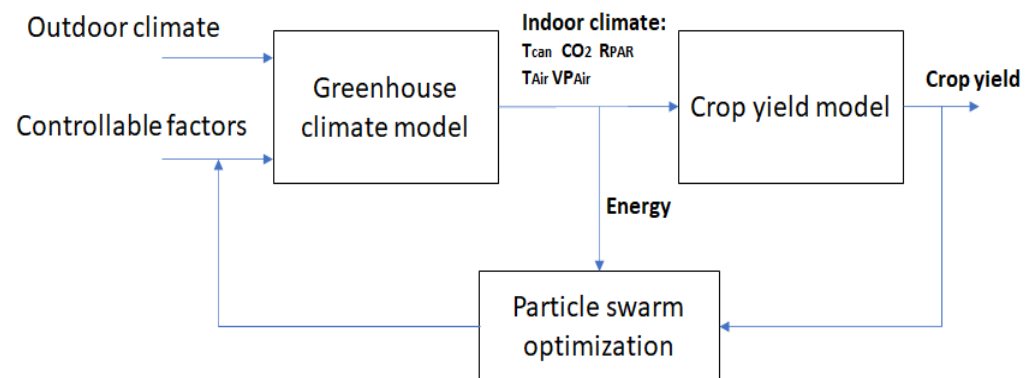 Outdoor climate
Controllable factors
Greenhouse
climate model
Indoor climate:
Tcan CO2 RPAR
TAir VPAir
Crop yield model
Crop yield
Energy
Particle swarm
optimization